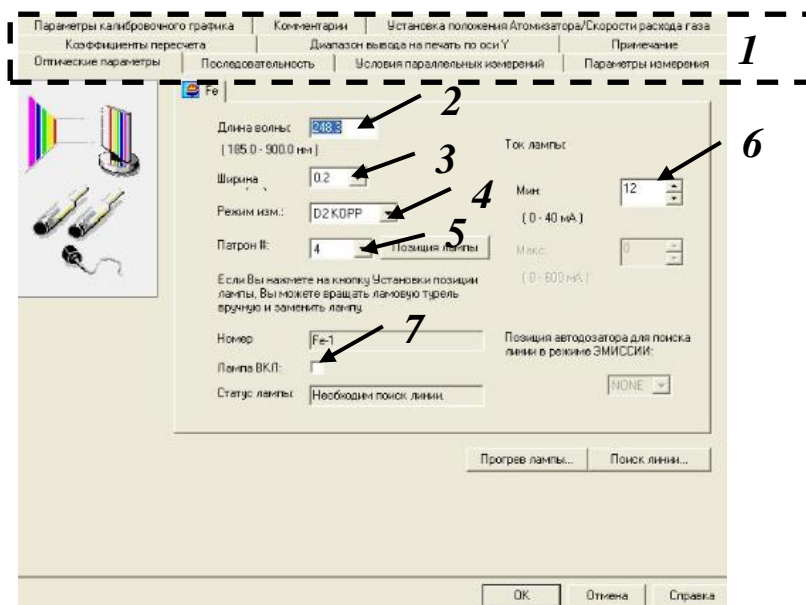 Параметры калибровочного графика Комментарии Установка положения Атомизатора/Скорости расхода газа
Коэффициенты пересчета Диапазон вывода на печать по оси Y Примечание
Оптические параметры Последовательность Условия параллельных измерений Параметры измерения
1
Fe
2
Длина волны: 248.3
(185.0 - 900.0 нм)
Ток лампы:
3
6
Ширина 0.2
4
Мин: 12
Режим изм.: D2 КОРР
(0 - 40 мА)
5
Патрон #: 4 Позиция лампы
Макс: 0
(0 - 600 мА)
Если Вы нажмете на кнопку Установки позиции
лампы, Вы можете вращать ламовую турель
вручную и заменить лампу.
7
Номер Fe-1
Позиция автодозатора для поиска
линии в режиме ЭМИССИИ:
Лампа ВКЛ:
NONE
Статус лампы: Необходим поиск линии.
Прогрев лампы... Поиск линии...
OK Отмена Справка